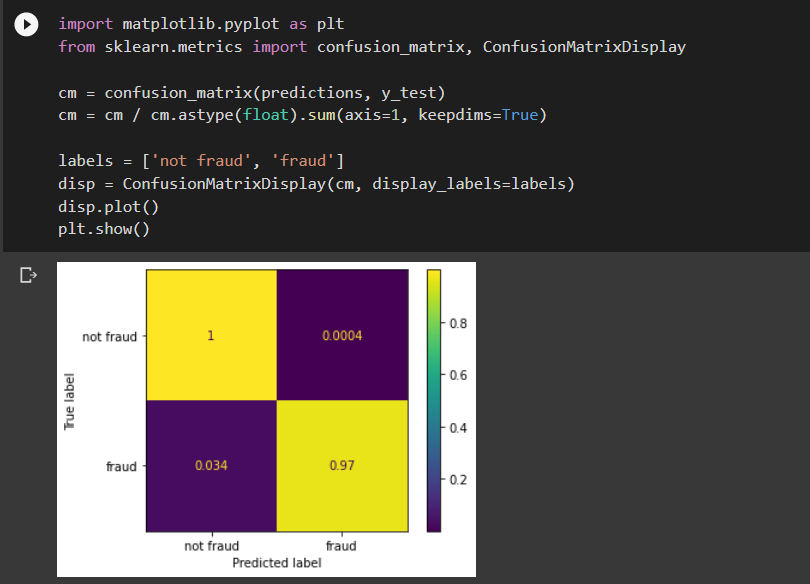 import matplotlib.pyplot as plt
from sklearn.metrics import confusion_matrix, ConfusionMatrixDisplay
cm = confusion_matrix(predictions, y_test)
cm = cm / cm.astype(float).sum(axis=1, keepdims=True)
labels = ['not fraud', 'fraud']
disp = ConfusionMatrixDisplay(cm, display_labels=labels)
disp.plot()
plt.show()
True label
not fraud
1
0.0004
fraud
0.034
0.97
not fraud
fraud
Predicted label
0.8
0.6
0.4
0.2